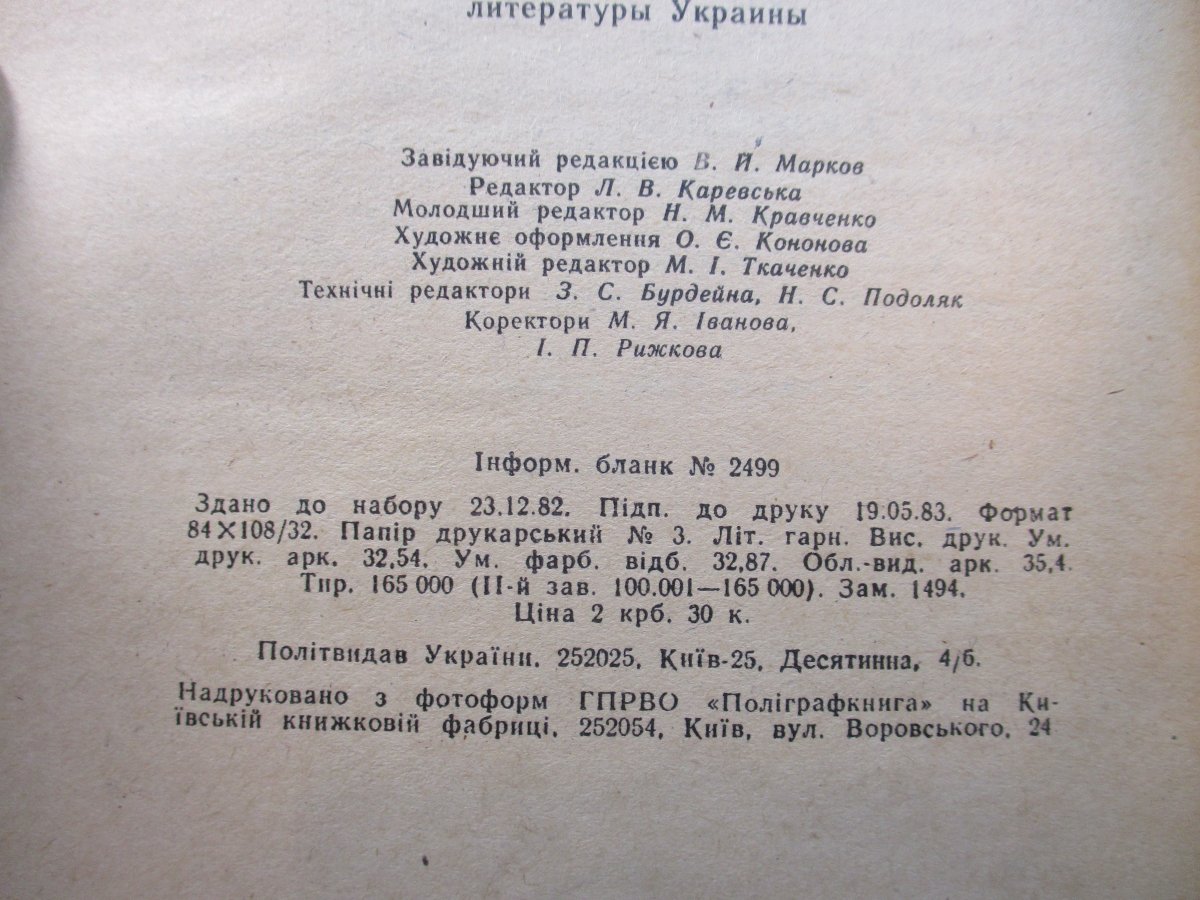 литературы Украины
Завідуючий редакцією В. Й. Марков
Редактор Л. В. Каревська
Молодший редактор Н. М. Кравченко
Художнє оформлення О. Є. Кононова
Художній редактор М. І. Ткаченко
Технічні редактори З. С. Бурдейна, Н. С. Подоляк
Коректори М. Я. Іванова,
І. П. Рижкова
Інформ. бланк № 2499
Здано до набору 23.12.82. Підп. до друку 19.05.83. Формат
84X108/32. Папір друкарський № 3. Літ. гарн. Вис. друк. Ум.
друк. арк. 32,54. Ум. фарб. відб. 32,87. Обл.-вид. арк. 35,4.
Тир. 165 000 (II-й зав. 100.001—165 000). Зам. 1494.
Ціна 2 крб. 30 к.
Політвидав України. 252025, Київ-25, Десятинна, 4/6.
Надруковано з фотоформ ГПРВО «Поліграфкнига» на Ки-
ївській книжковій фабриці, 252054, Київ, вул. Воровського, 24